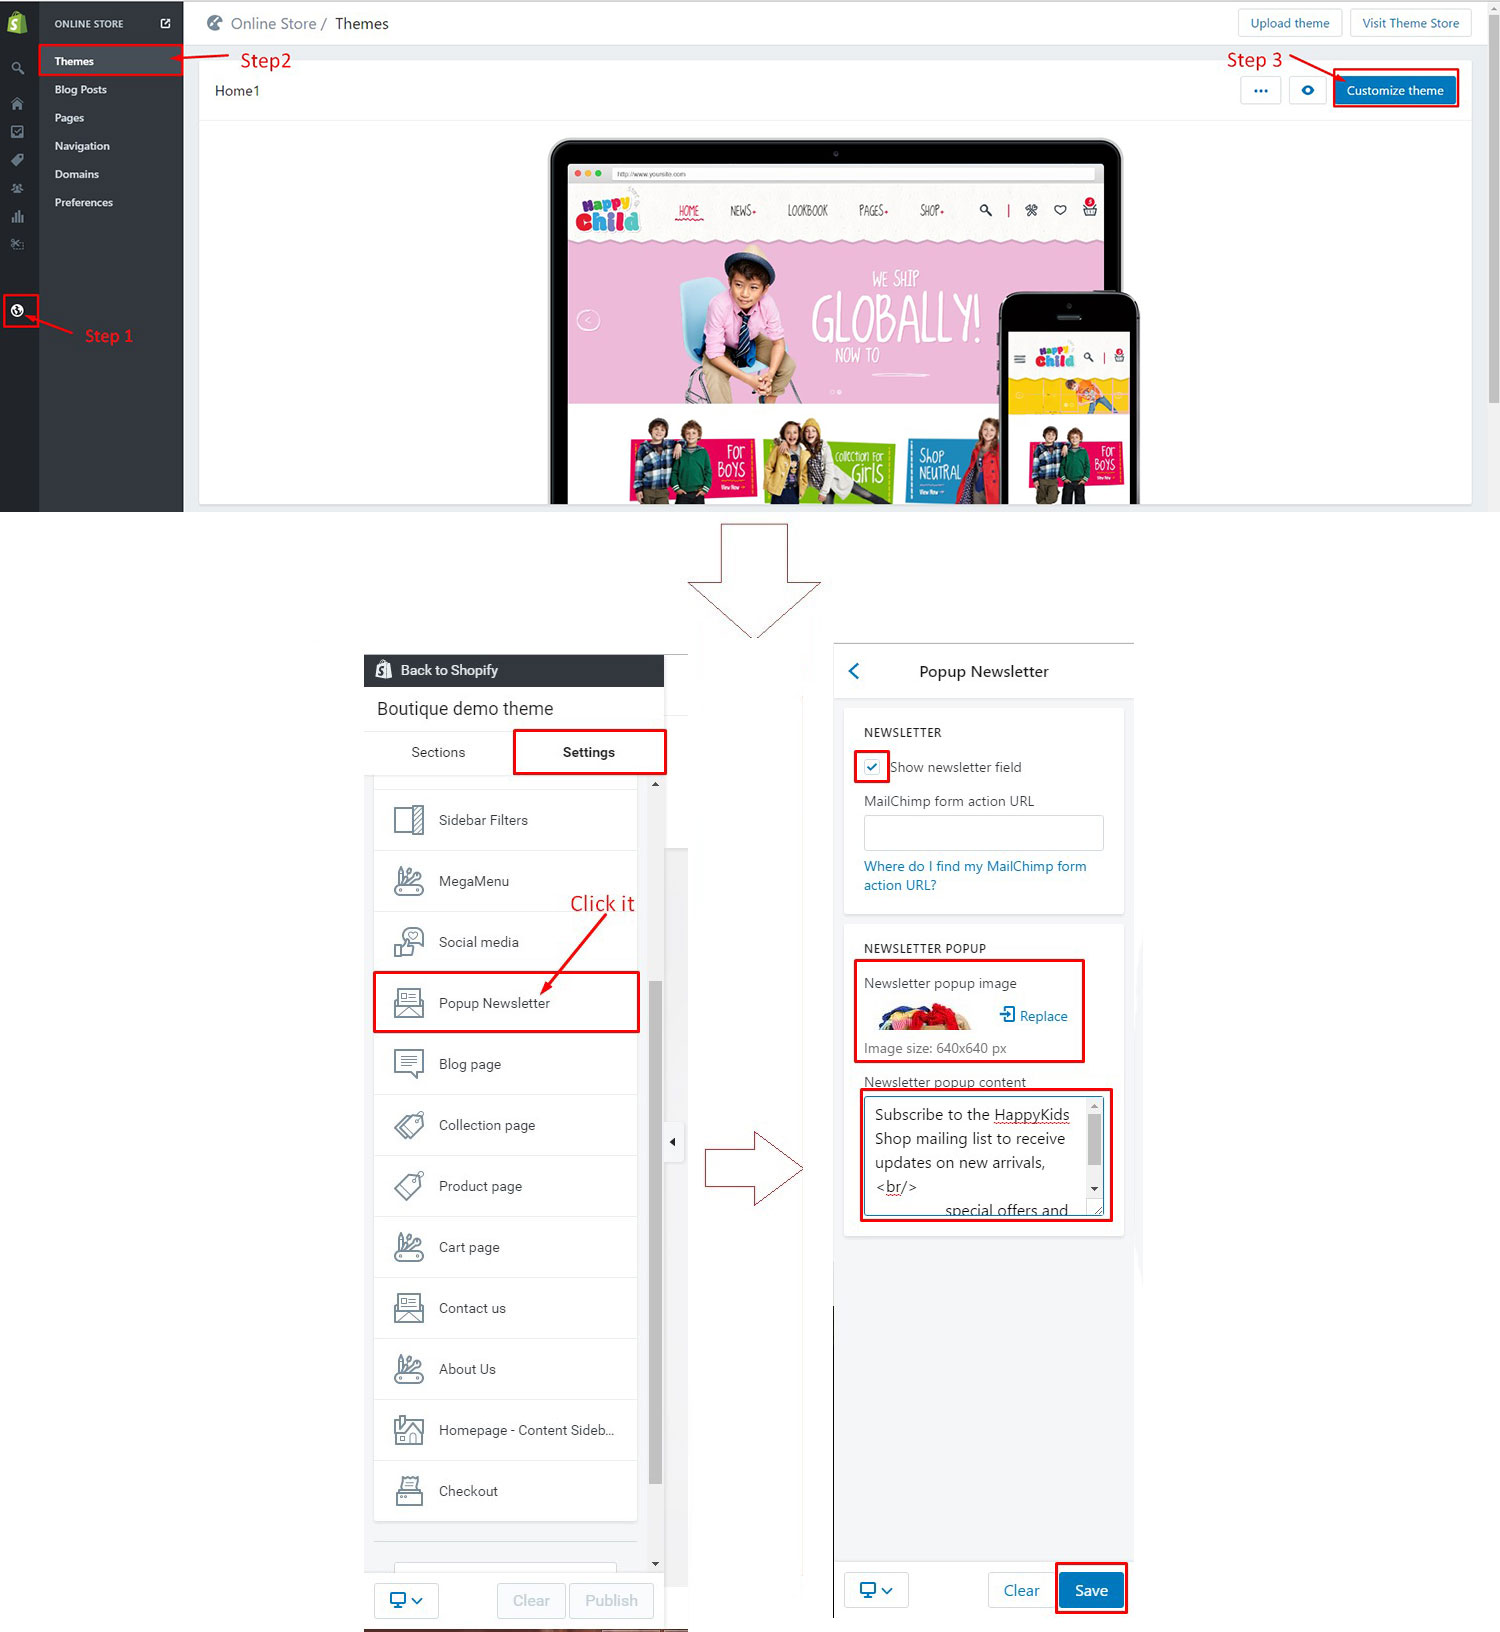 ONLINE STORE
Online Store / Themes
Upload theme
Visit Theme Store
Themes
Step2
Step 3
Blog Posts
Home1
Customize theme
Pages
Navigation
Domains
Preferences
Step 1
http://www.yoursite.com
Happy
Child
HOME
NEWS+
LOOKBOOK
PAGES+
SHOP+
WE SHIP
GLOBALLY!
NOW TO
Happy
Child
FOR
BOYS
View Now
collection for
GIRLS
Shop
NEUTRAL
View Now
FOR
BOYS
Back to Shopify
Boutique demo theme
Sections
Settings
Sidebar Filters
MegaMenu
Click it
Social media
Popup Newsletter
Blog page
Collection page
Product page
Cart page
Contact us
About Us
Homepage - Content Sideb...
Checkout
Clear
Publish
Popup Newsletter
NEWSLETTER
Show newsletter field
MailChimp form action URL
Where do I find my MailChimp form
action URL?
NEWSLETTER POPUP
Newsletter popup image
Replace
Image size: 640x640 px
Newsletter popup content
Subscribe to the HappyKids
Shop mailing list to receive
updates on new arrivals,
<br/>
special offers and
Clear
Save